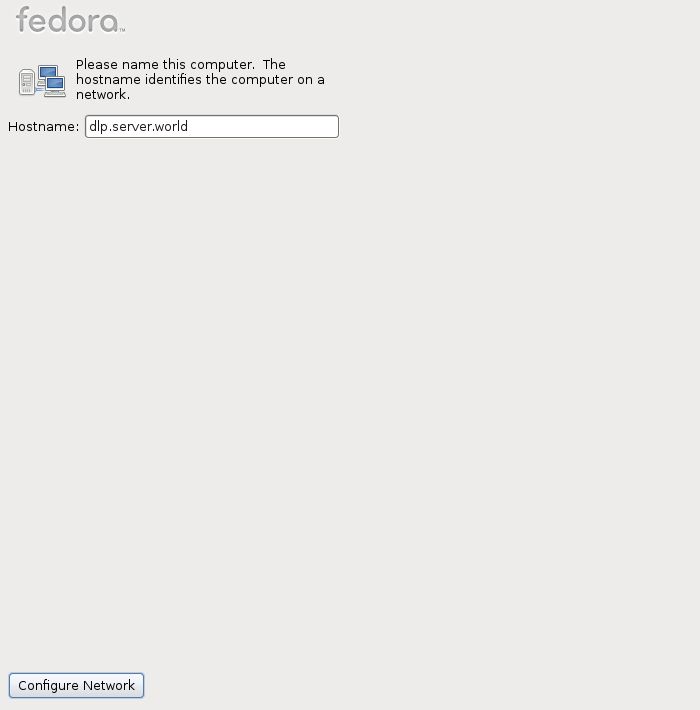 fedora™
Please name this computer.  The
hostname identifies the computer on a
network.
Hostname: dlp.server.world
Configure Network